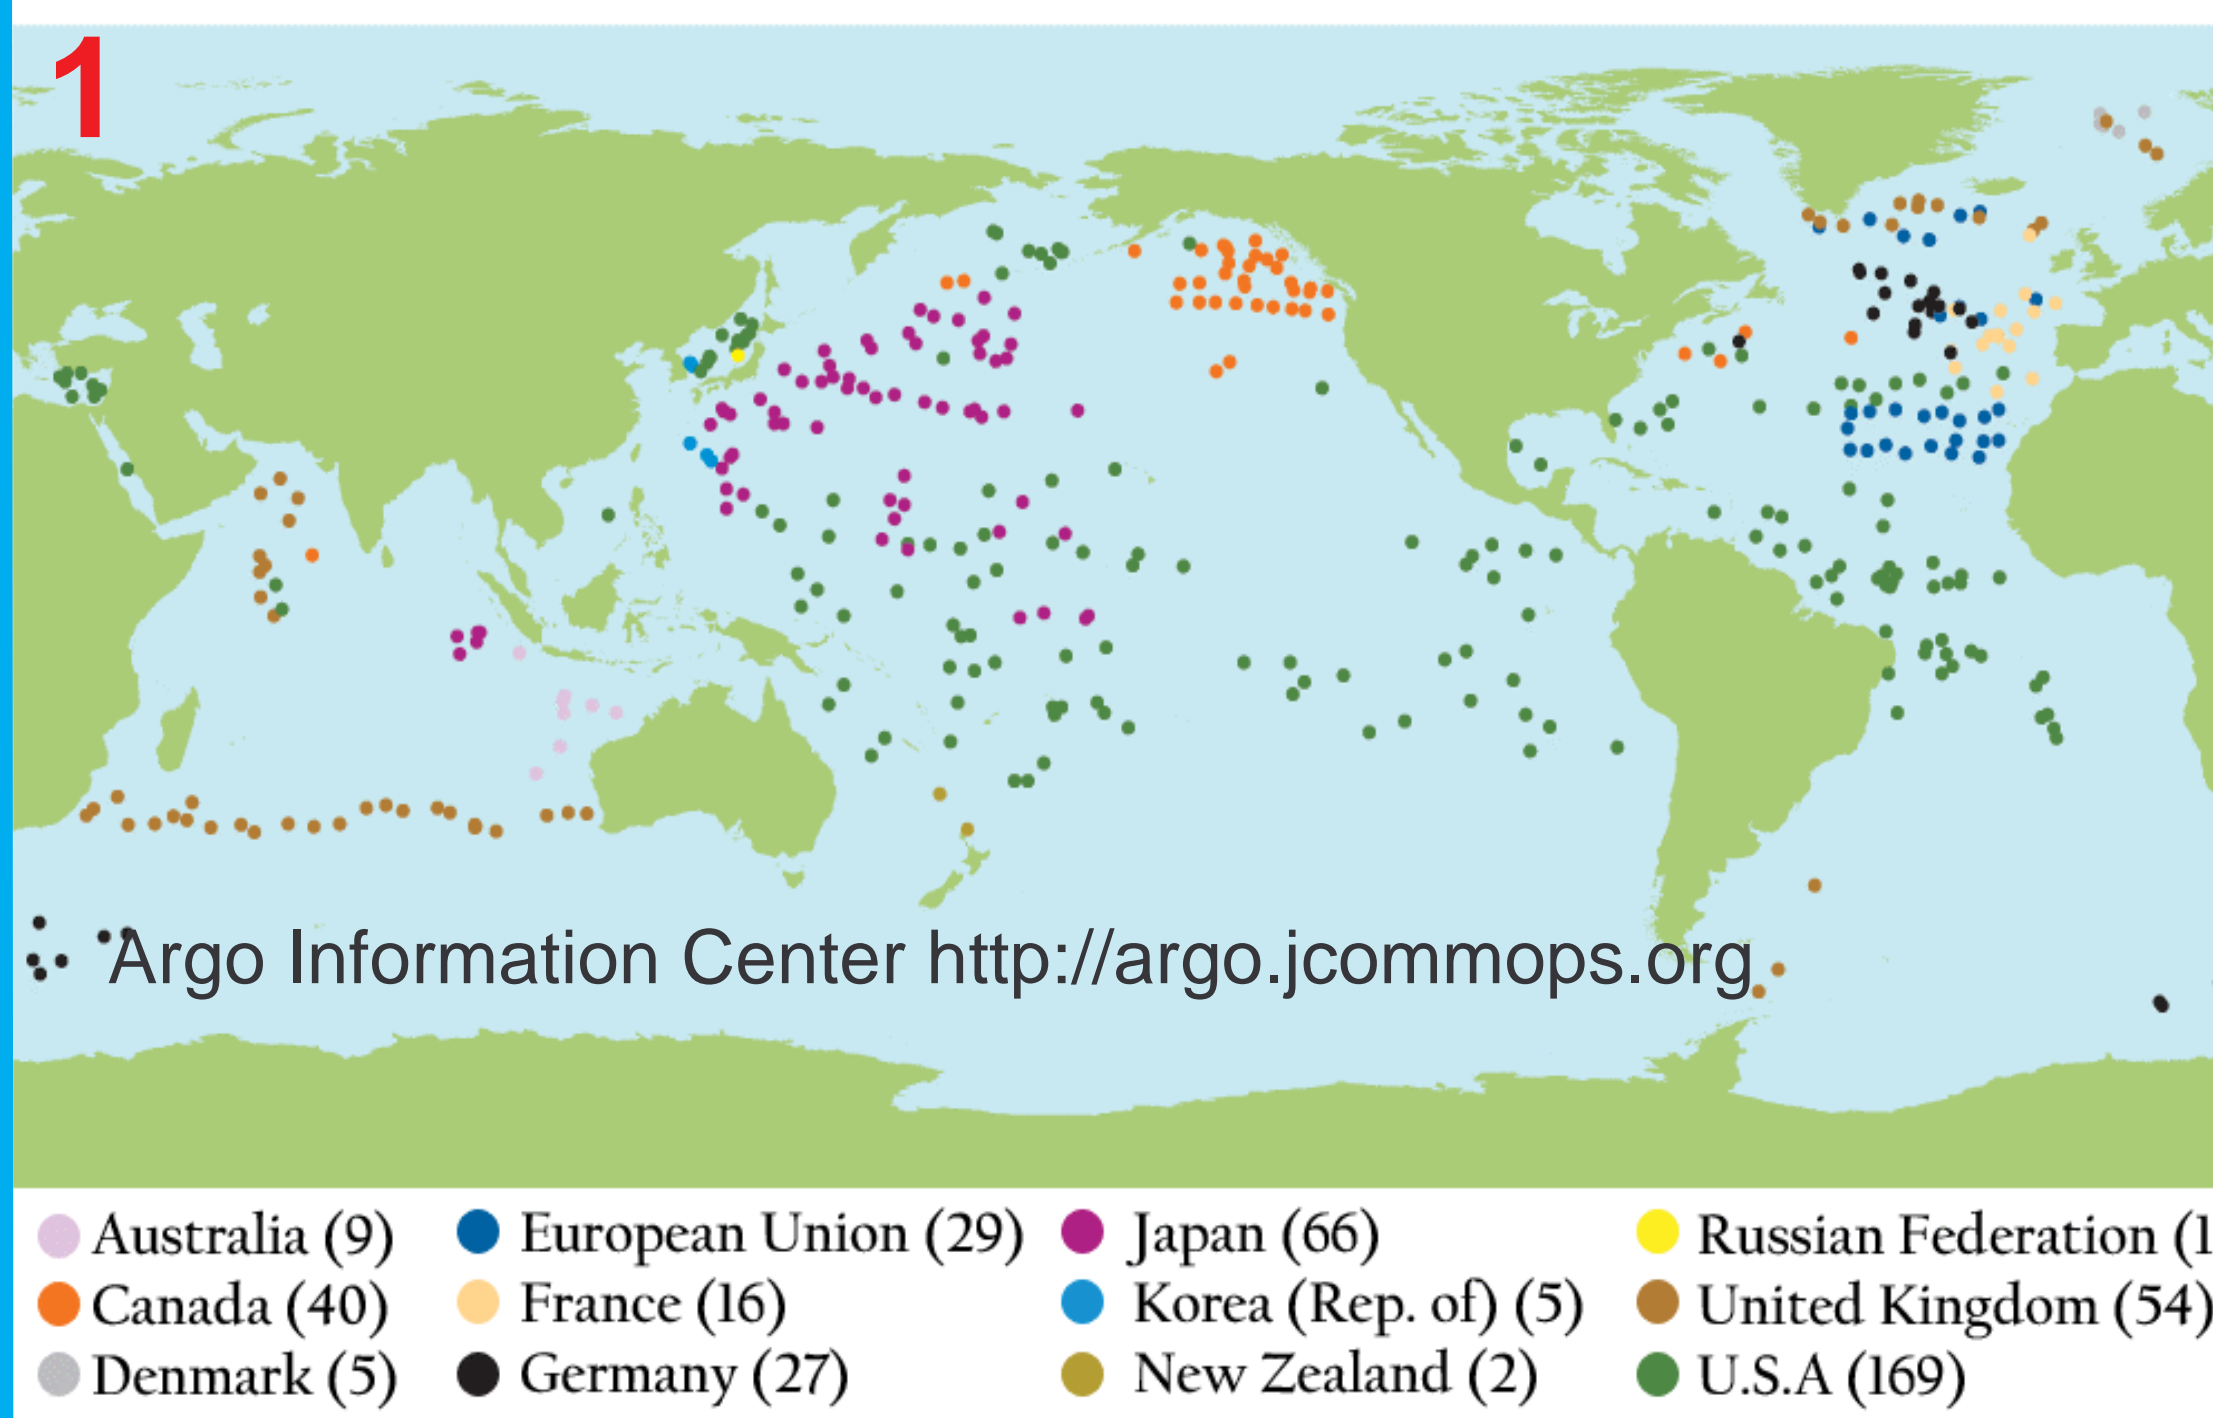 1
Argo Information Center http://argo.jcommops.org
Australia (9) European Union (29) Japan (66) Russian Federation (1
Canada (40) France (16) Korea (Rep. of) (5) United Kingdom (54)
Denmark (5) Germany (27) New Zealand (2) U.S.A (169)